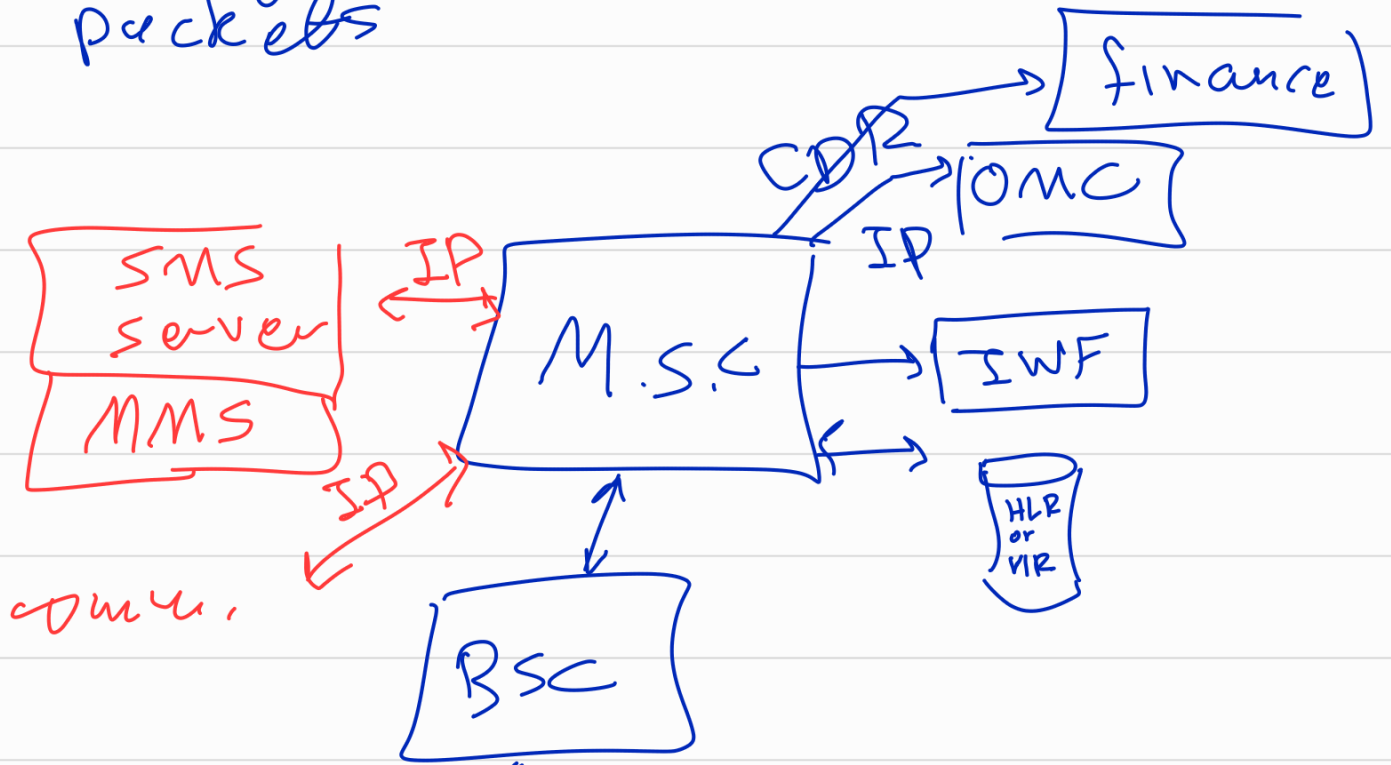 packets
finance
CDR
OMC
IP
SMS
server
IP
M.S.C
IWF
MMS
IP
HLR
or
VLR
comm.
BSC